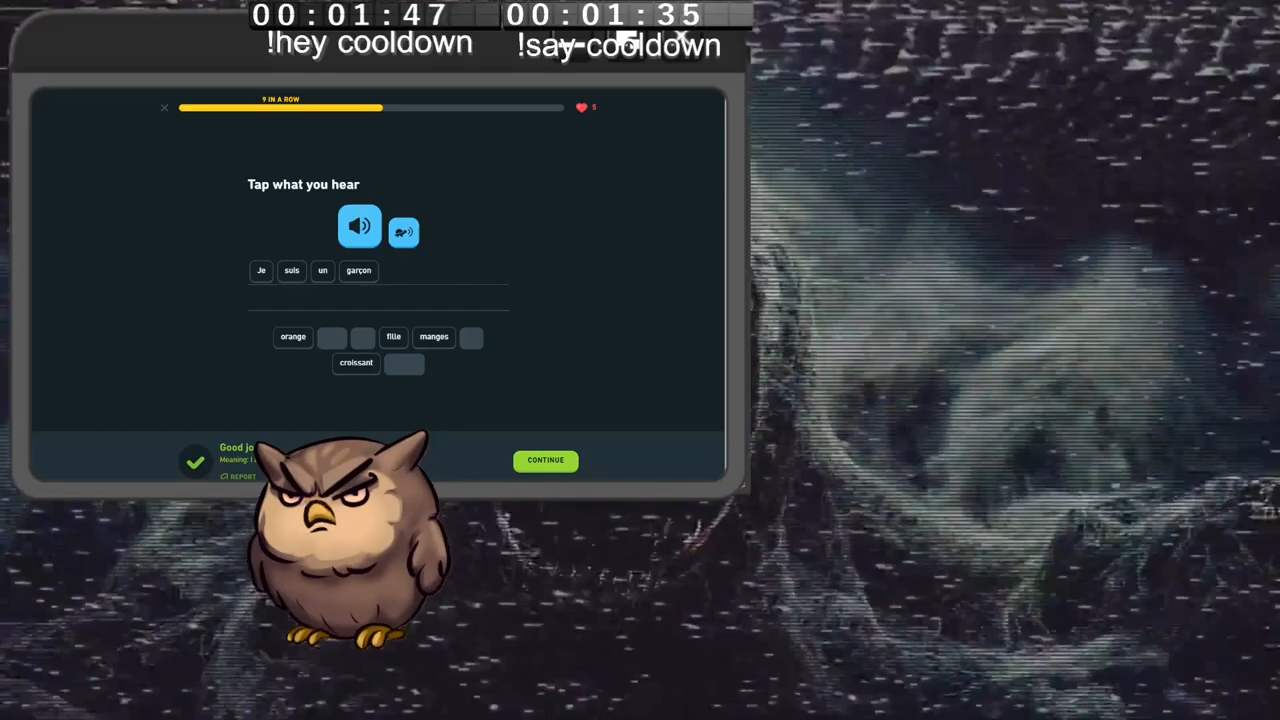 00:01:47 00:01:35
!hey cooldown !say cooldown
9 IN A ROW
5
Tap what you hear
Je suis un garçon
orange fille manges
croissant
Good jo
Meaning: I
REPORT
CONTINUE